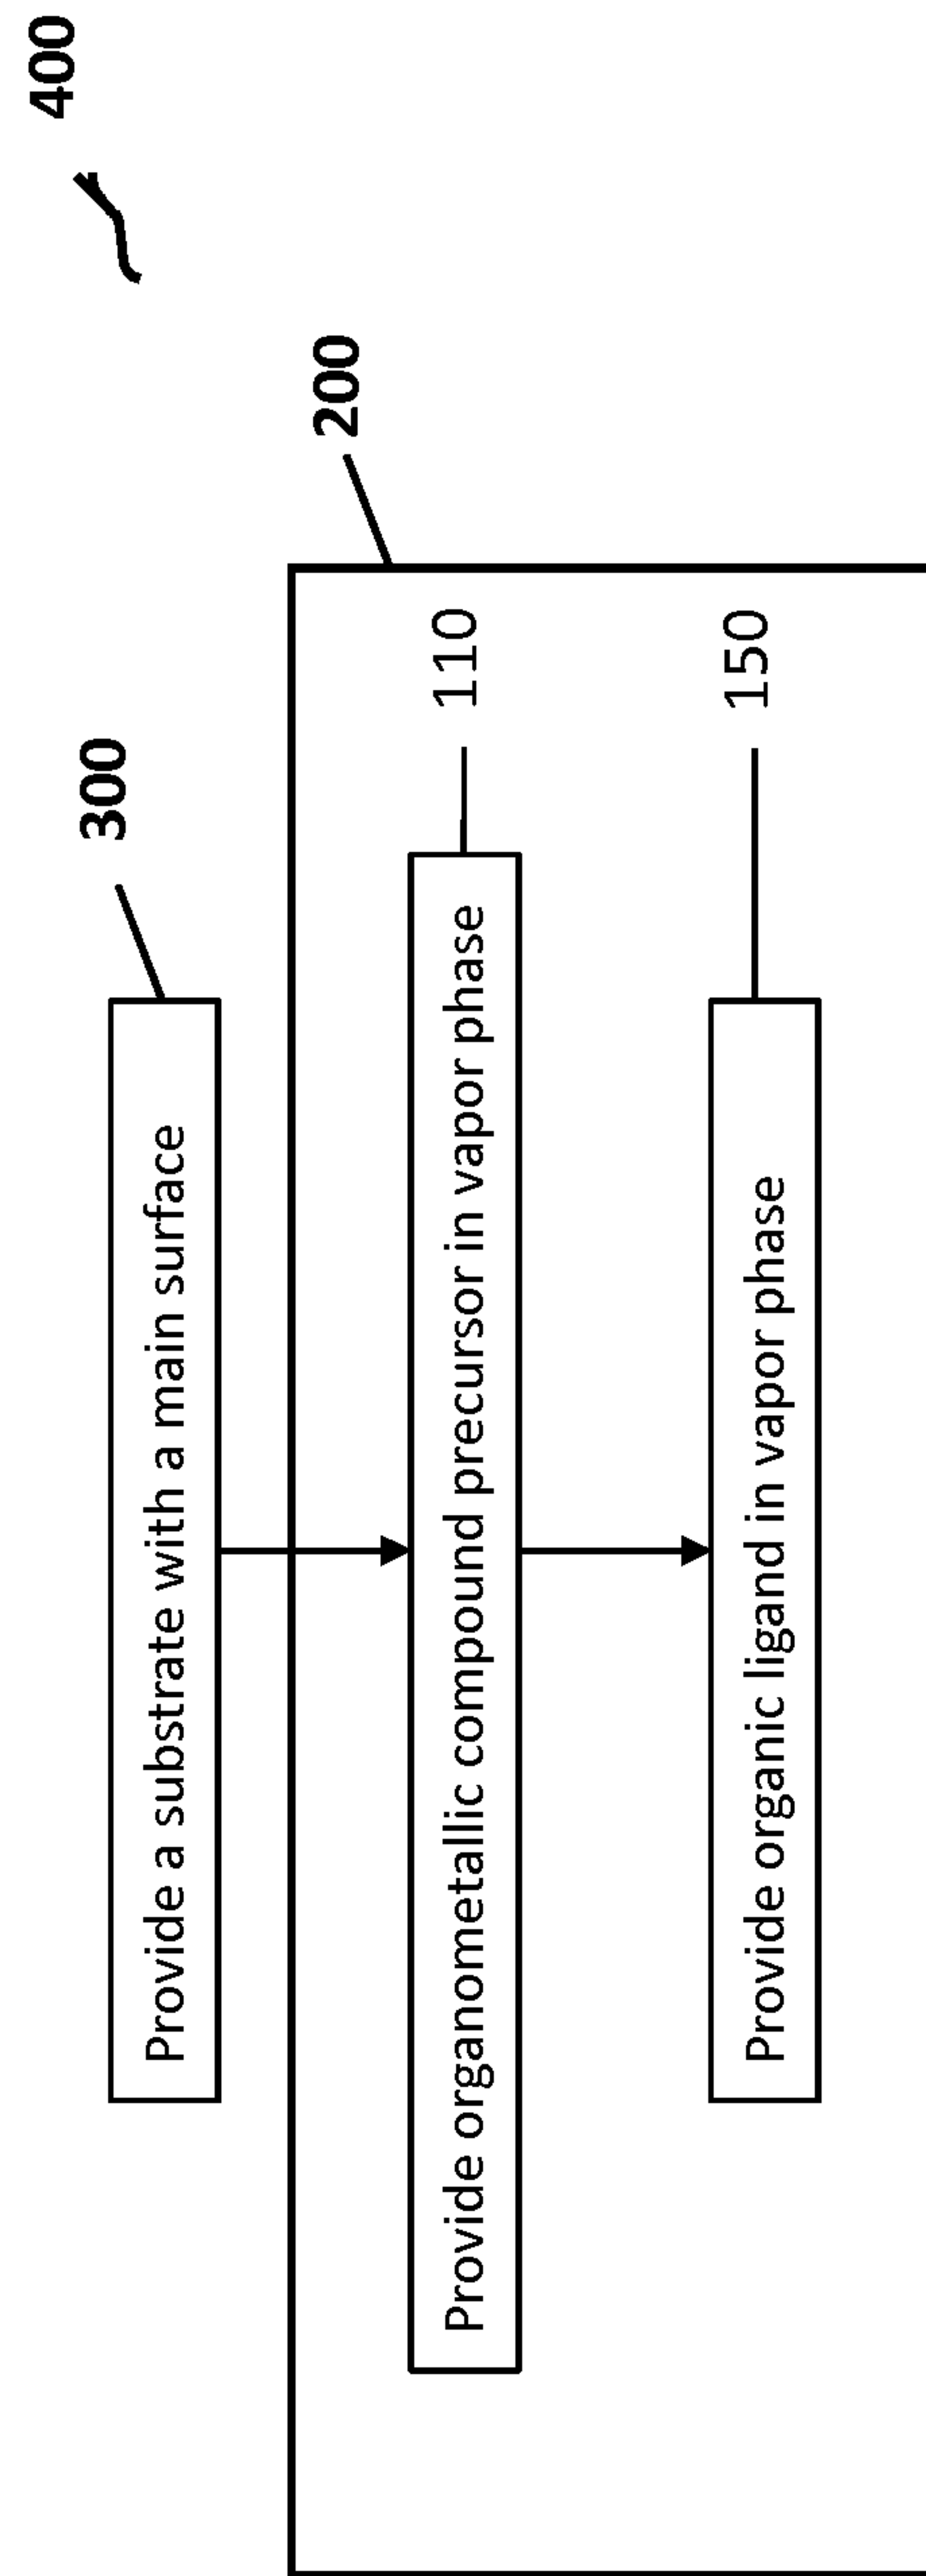 400
300
Provide a substrate with a main surface
200
110
Provide organometallic compound precursor in vapor phase
150
Provide organic ligand in vapor phase